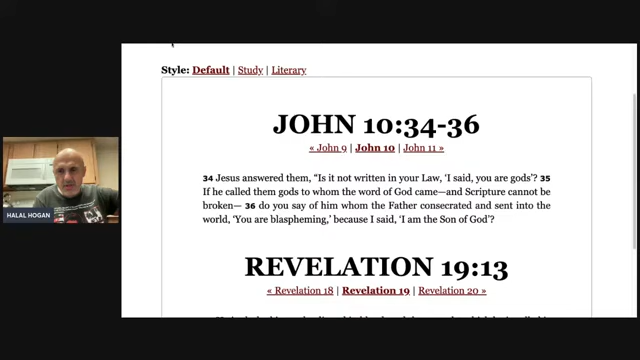 Style: Default | Study | Literary
JOHN 10:34-36
« John 9 | John 10 | John 11 »
34 Jesus answered them, “Is it not written in your Law, ‘I said, you are gods’? 35
If he called them gods to whom the word of God came—and Scripture cannot be
broken— 36 do you say of him whom the Father consecrated and sent into the
world, ‘You are blaspheming,’ because I said, ‘I am the Son of God’?
HALAL HOGAN
REVELATION 19:13
« Revelation 18 | Revelation 19 | Revelation 20 »